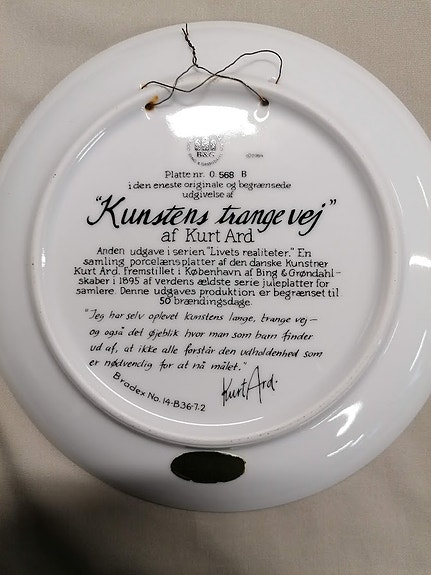 B&G
Platte nr. 0.568 B
i den eneste originale og begrænsede
udgivelse af
"Kunstens trange vej"
af Kurt Ard
Anden udgave i serien "Livets realiteter." En
samling porcelænsplatter af den danske Kunstner
Kurt Ard. fremstillet i København af Bing & Grøndahl-
skaber i 1895 af verdens ældste serie juleplatter for
samlere. Denne udgaves produktion er begrænset til
50 brændingsdage.
"Jeg har selv oplevet kunstens lange, trange vej —
og også det øjeblik hvor man som barn finder
ud af, at ikke alle forstår den udholdenhed som
er nødvendig for at nå målet."
Kurt Ard.
Bradex No. 14-B36-7.2